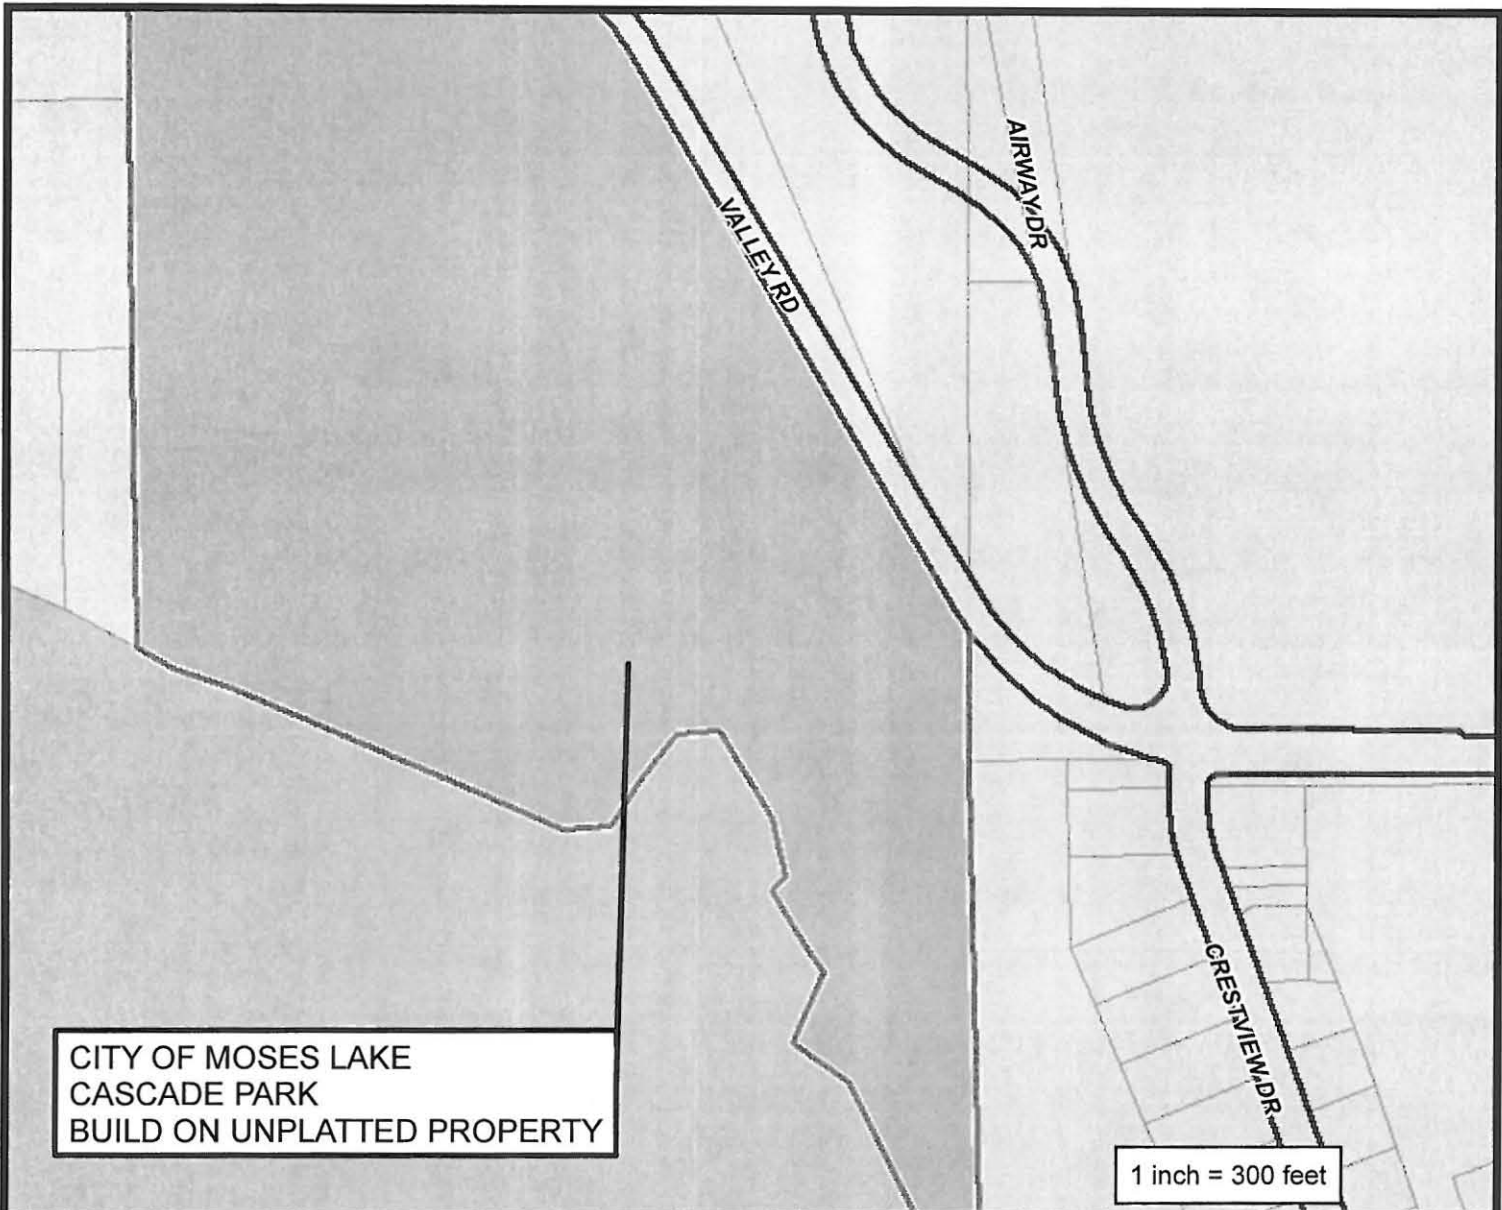 AIRWAY DR
VALLEY RD
CRESTVIEW DR
CITY OF MOSES LAKE
CASCADE PARK
BUILD ON UNPLATTED PROPERTY
1 inch = 300 feet